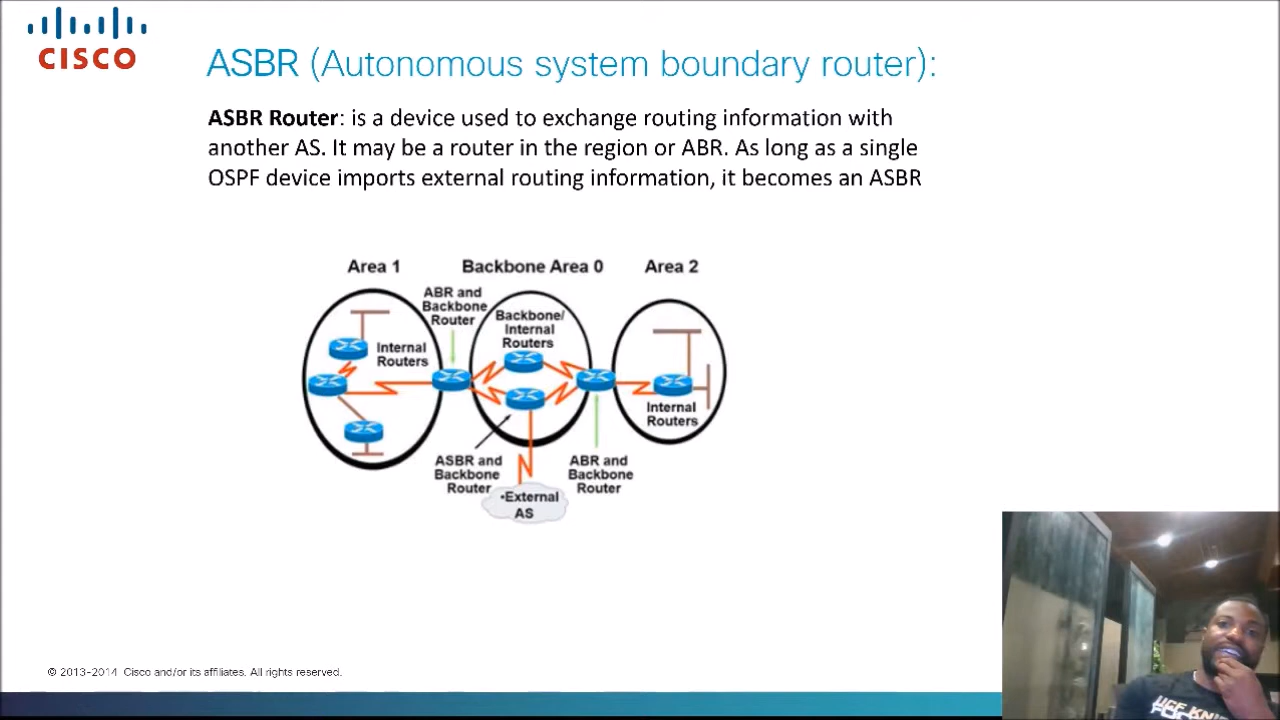 CISCO
ASBR (Autonomous system boundary router):
ASBR Router: is a device used to exchange routing information with
another AS. It may be a router in the region or ABR. As long as a single
OSPF device imports external routing information, it becomes an ASBR
Area 1
Backbone Area 0
Area 2
ABR and
Backbone
Router
Backbone/
Internal
Routers
Internal
Routers
Internal
Routers
ASBR and
Backbone
Router
ABR and
Backbone
Router
•External
AS
© 2013-2014 Cisco and/or its affiliates. All rights reserved.